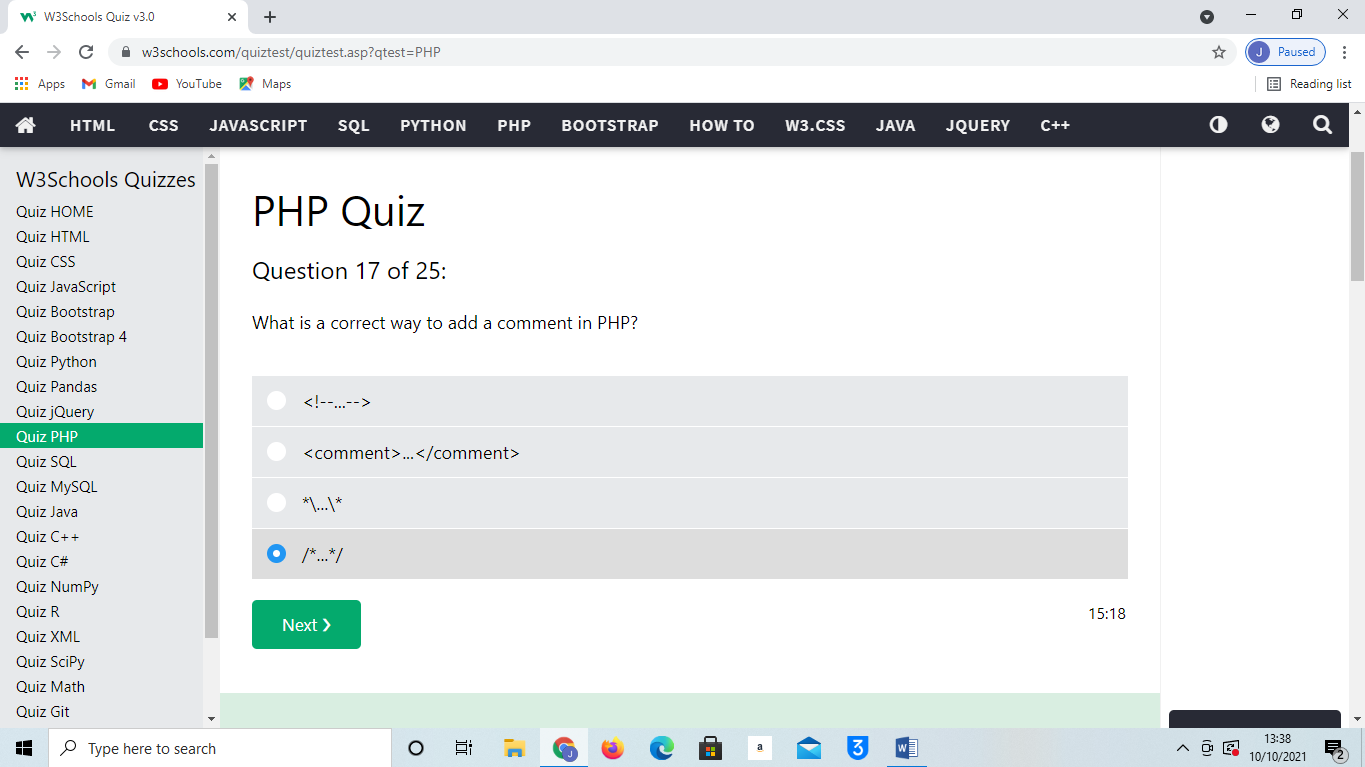 W3Schools Quiz v3.0
w3schools.com/quiztest/quiztest.asp?qtest=PHP
J Paused
Apps Gmail YouTube Maps Reading list
HTML CSS JAVASCRIPT SQL PYTHON PHP BOOTSTRAP HOW TO W3.CSS JAVA JQUERY C++
W3Schools Quizzes
Quiz HOME
Quiz HTML
Quiz CSS
Quiz JavaScript
Quiz Bootstrap
Quiz Bootstrap 4
Quiz Python
Quiz Pandas
Quiz jQuery
Quiz PHP
Quiz SQL
Quiz MySQL
Quiz Java
Quiz C++
Quiz C#
Quiz NumPy
Quiz R
Quiz XML
Quiz SciPy
Quiz Math
Quiz Git
PHP Quiz
Question 17 of 25:
What is a correct way to add a comment in PHP?
<!--...-->
<comment>...</comment>
*\...\*
/*...*/
Next ❯
15:18
Type here to search
13:38
10/10/2021
2